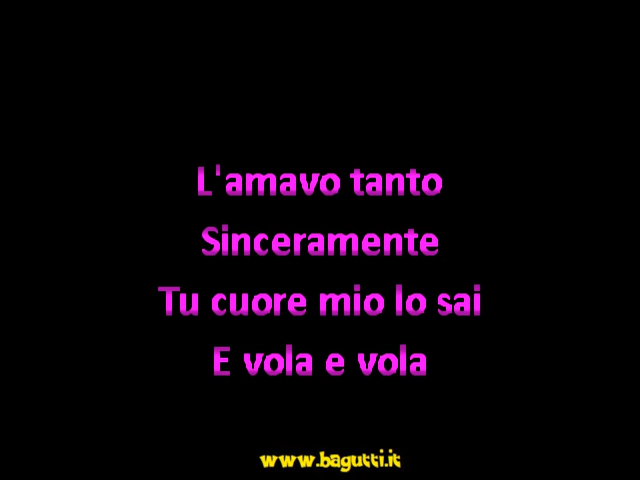 L'amavo tanto
Sinceramente
Tu cuore mio lo sai
E vola e vola
www.bagutti.it